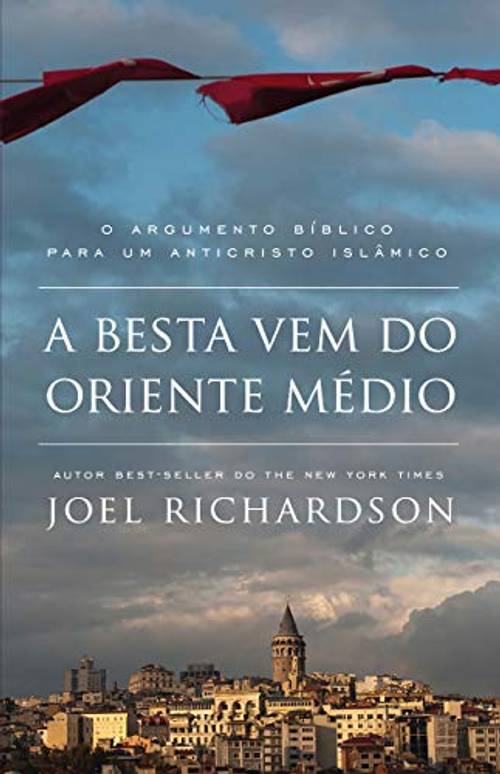 O ARGUMENTO BÍBLICO
PARA UM ANTICRISTO ISLÂMICO
A BESTA VEM DO
ORIENTE MÉDIO
AUTOR BEST-SELLER DO THE NEW YORK TIMES
JOEL RICHARDSON